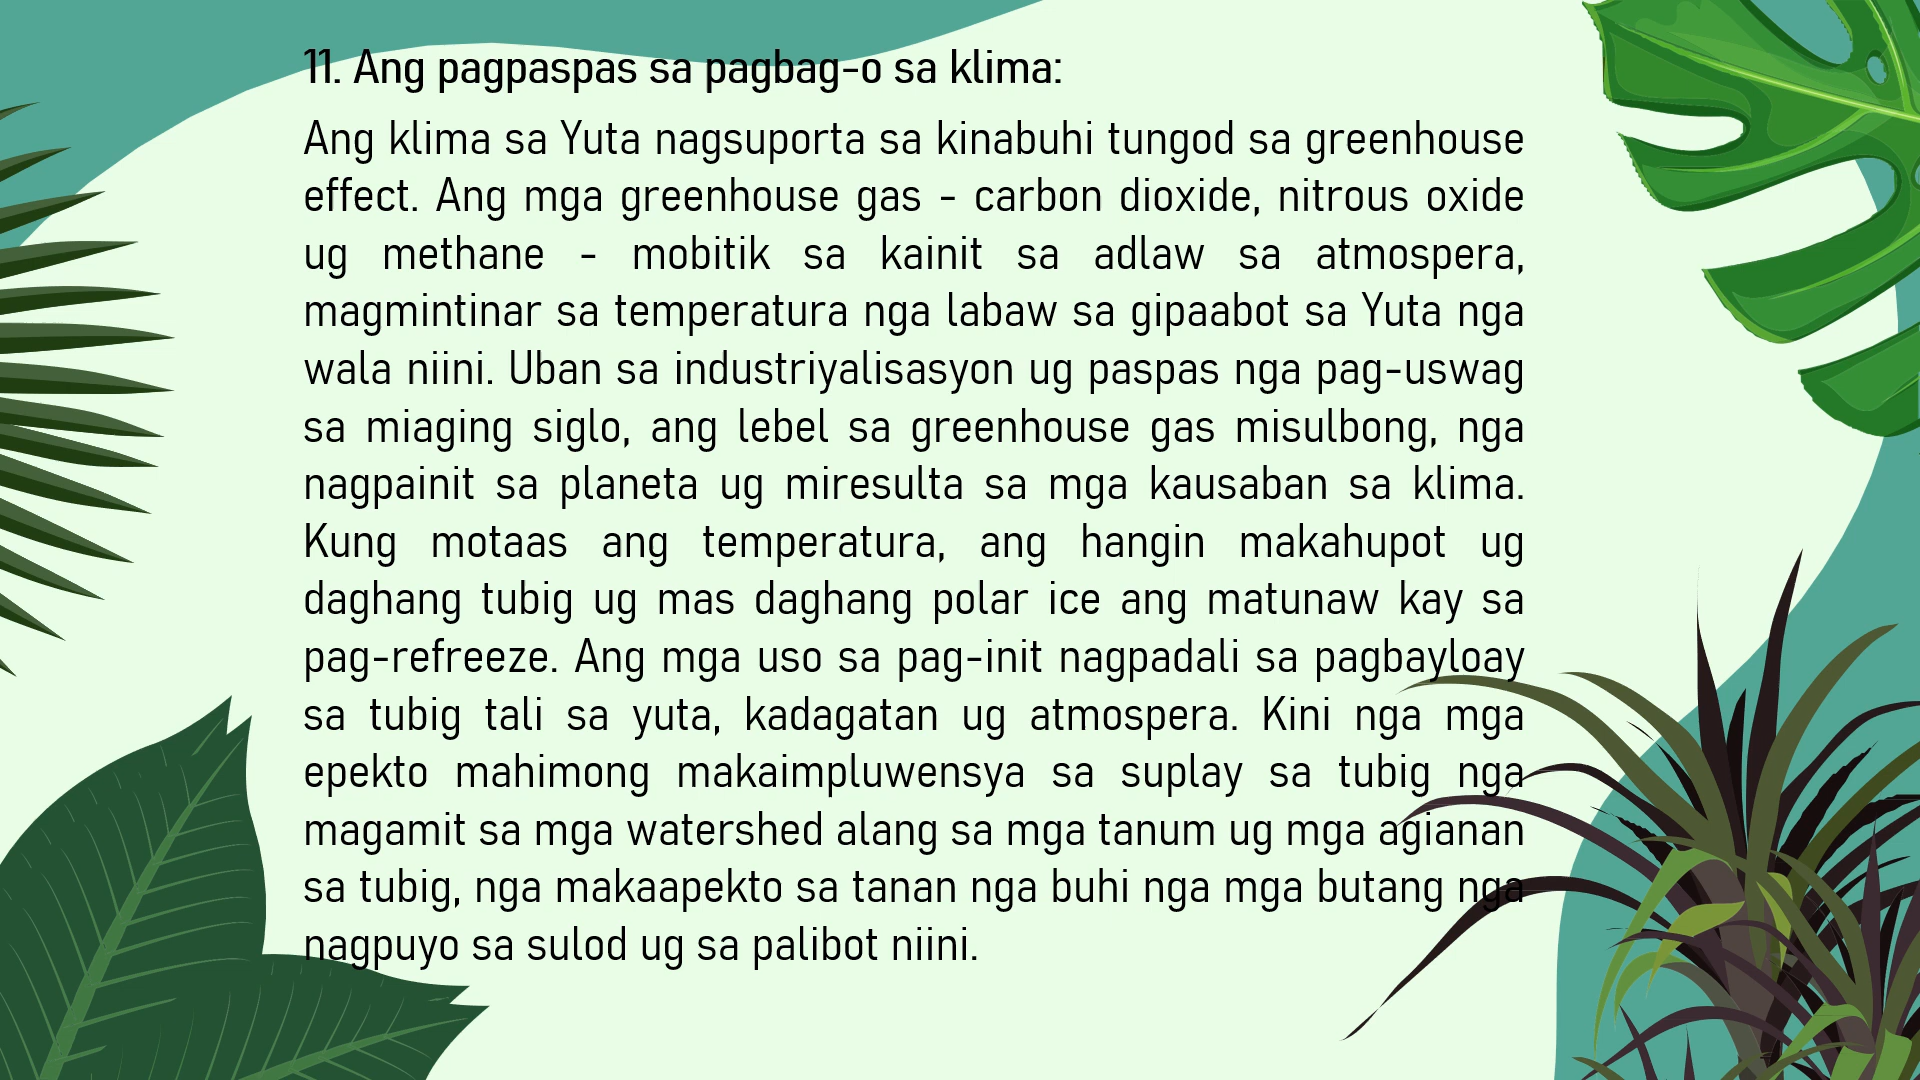 11. Ang pagpaspas sa pagbag-o sa klima:
Ang klima sa Yuta nagsuporta sa kinabuhi tungod sa greenhouse
effect. Ang mga greenhouse gas - carbon dioxide, nitrous oxide
ug methane - mobitik sa kainit sa adlaw sa atmospera,
magmintinar sa temperatura nga labaw sa gipaabot sa Yuta nga
wala niini. Uban sa industriyalisasyon ug paspas nga pag-uswag
sa miaging siglo, ang lebel sa greenhouse gas misulbong, nga
nagpainit sa planeta ug miresulta sa mga kausaban sa klima.
Kung motaas ang temperatura, ang hangin makahupot ug
daghang tubig ug mas daghang polar ice ang matunaw kay sa
pag-refreeze. Ang mga uso sa pag-init nagpadali sa pagbayloay
sa tubig tali sa yuta, kadagatan ug atmospera. Kini nga mga
epekto mahimong makaimpluwensya sa suplay sa tubig nga
magamit sa mga watershed alang sa mga tanum ug mga agianan
sa tubig, nga makaapekto sa tanan nga buhi nga mga butang nga
nagpuyo sa sulod ug sa palibot niini.